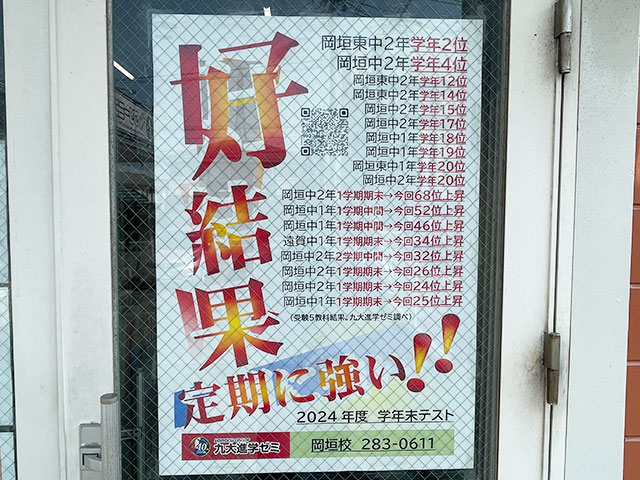 好結果
岡垣東中2年学年2位
岡垣中2年学年4位
岡垣東中2年学年12位
岡垣東中2年学年14位
岡垣中2年学年15位
岡垣中2年学年17位
岡垣中1年学年18位
岡垣中1年学年19位
岡垣東中1年学年20位
岡垣中2年学年20位
岡垣中2年1学期期末→今回68位上昇
岡垣中1年1学期中間→今回52位上昇
岡垣中1年1学期中間→今回46位上昇
遠賀中1年1学期期末→今回34位上昇
岡垣中2年2学期中間→今回32位上昇
岡垣中2年1学期期末→今回26位上昇
岡垣中2年1学期期末→今回24位上昇
岡垣中1年1学期期末→今回25位上昇
(受験5教科結果。九大進学ゼミ調べ)
定期に強い!!
2024年度 学年末テスト
九大進学ゼミ
岡垣校 283-0611